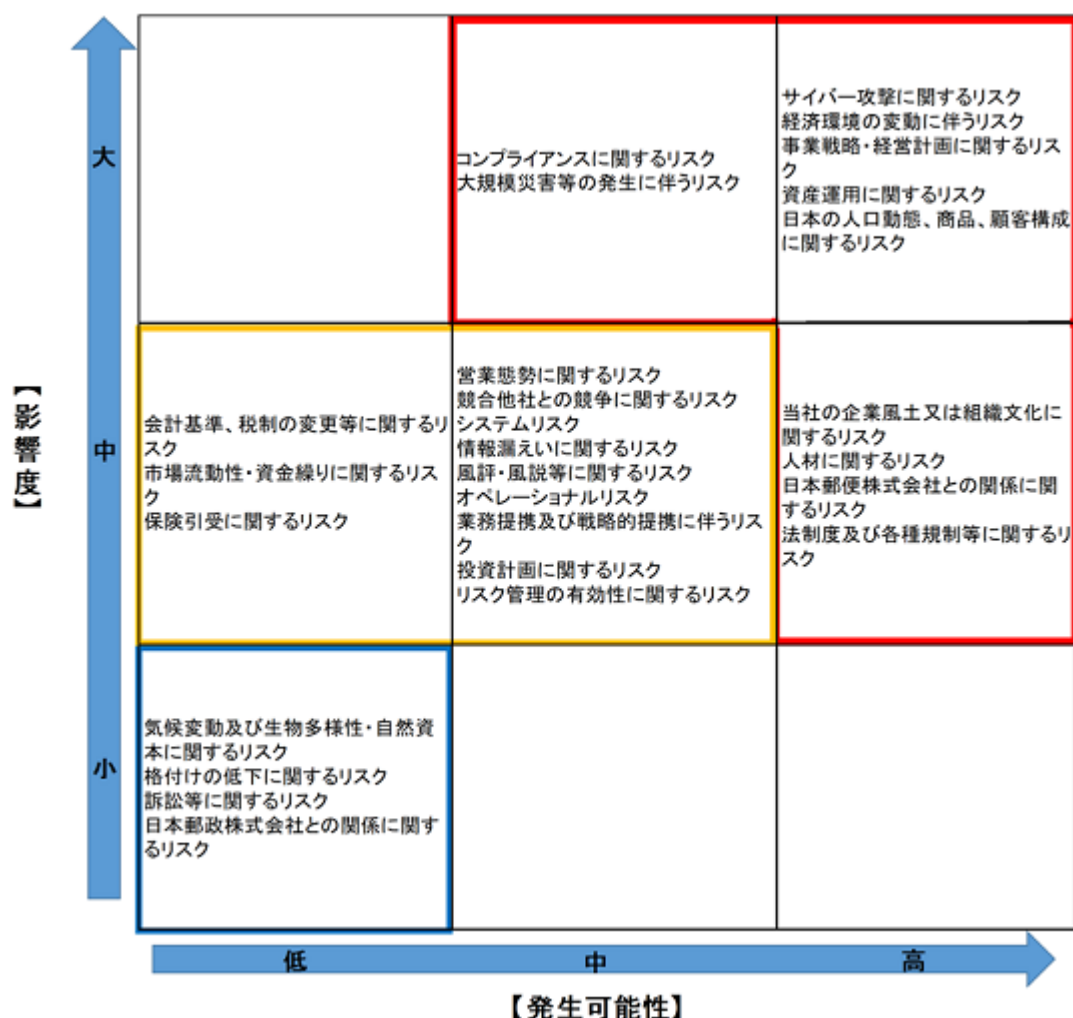 コンプライアンスに関するリスク
大規模災害等の発生に伴うリスク
サイバー攻撃に関するリスク
経済環境の変動に伴うリスク
事業戦略・経営計画に関するリス
ク
資産運用に関するリスク
日本の人口動態、商品、顧客構成
に関するリスク
大
【影響度】
中
会計基準、税制の変更等に関するリ
スク
市場流動性・資金繰りに関するリス
ク
保険引受に関するリスク
営業態勢に関するリスク
競合他社との競争に関するリスク
システムリスク
情報漏えいに関するリスク
風評・風説等に関するリスク
オペレーショナルリスク
業務提携及び戦略的提携に伴うリス
ク
投資計画に関するリスク
リスク管理の有効性に関するリスク
当社の企業風土又は組織文化に
関するリスク
人材に関するリスク
日本郵便株式会社との関係に関
するリスク
法制度及び各種規制等に関するリ
スク
小
気候変動及び生物多様性・自然資
本に関するリスク
格付けの低下に関するリスク
訴訟等に関するリスク
日本郵政株式会社との関係に関す
るリスク
低
中
高
【発生可能性】